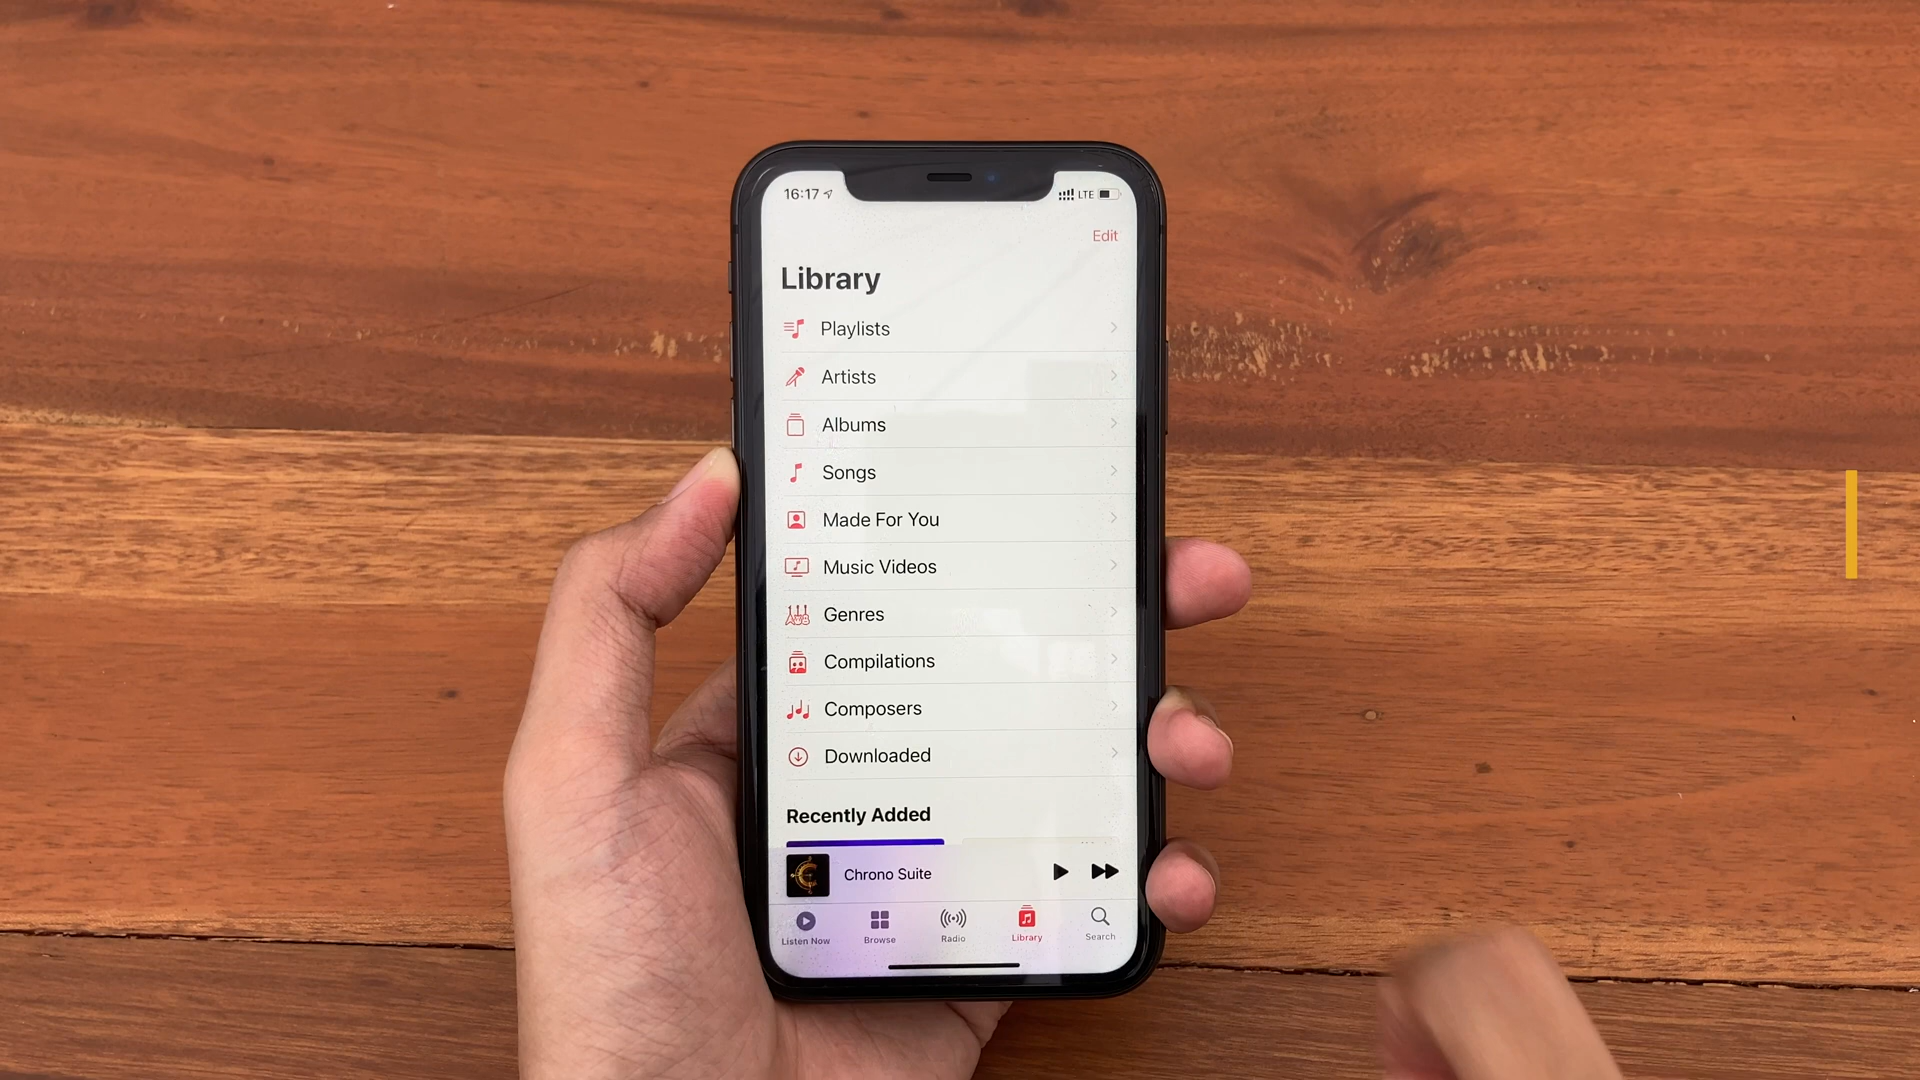 16:17 LTE
Edit
Library
Playlists
Artists
Albums
Songs
Made For You
Music Videos
Genres
Compilations
Composers
Downloaded
Recently Added
Chrono Suite
Listen Now Browse Radio Library Search